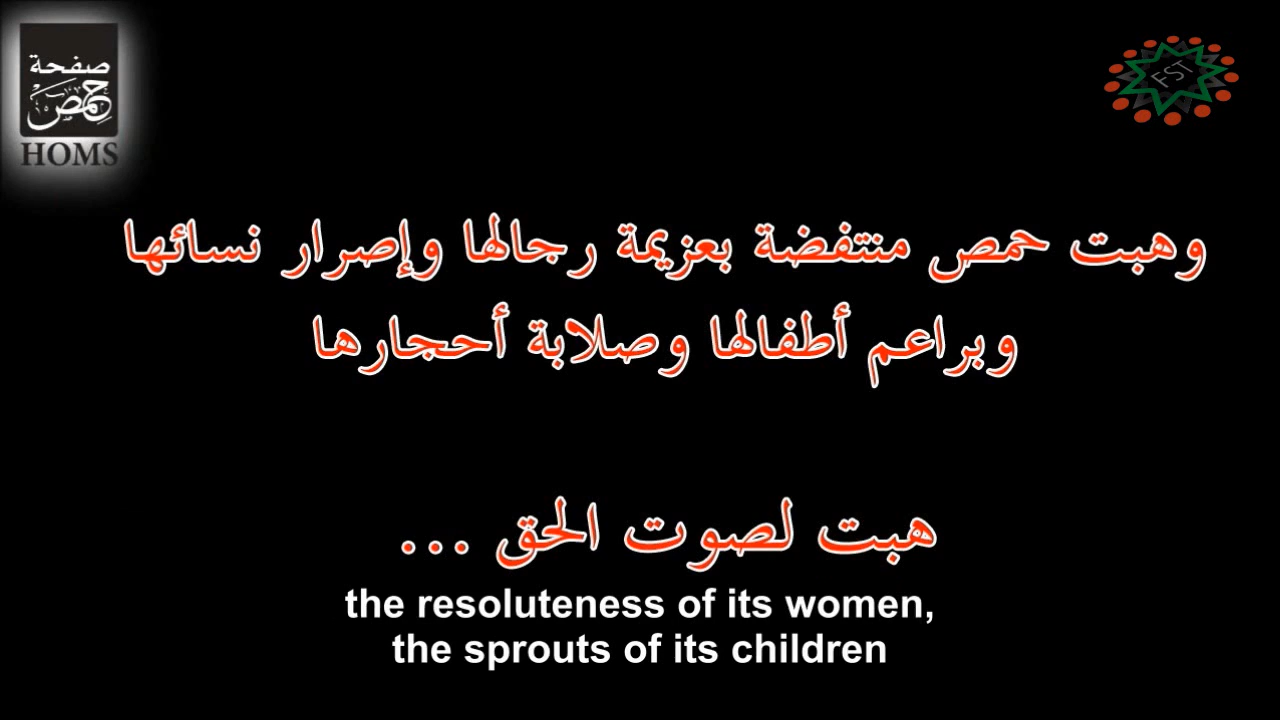 صفحة
حمص
HOMS
FST
وهبت حمص منتفضة بعزيمة رجالها وإصرار نسائها
وبراعم أطفالها وصلابة أحجارها
هبت لصوت الحق ...
the resoluteness of its women,
the sprouts of its children